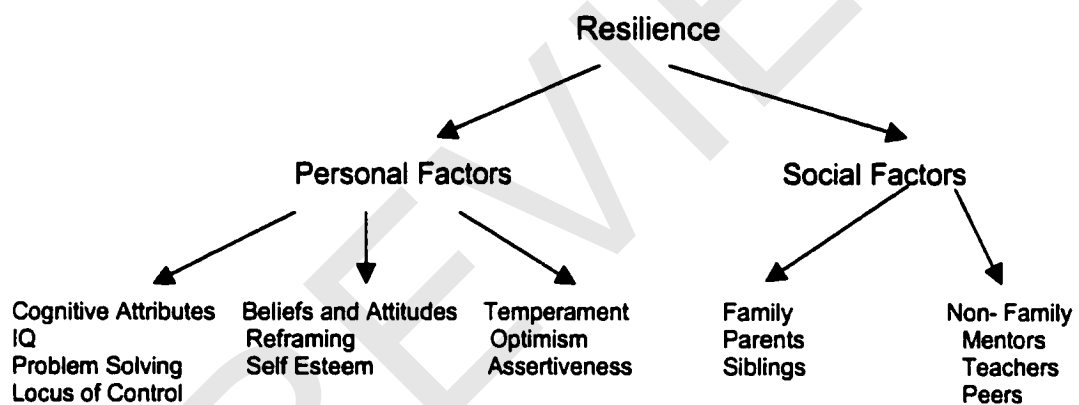 Resilience
Personal Factors
Social Factors
Cognitive Attributes
IQ
Problem Solving
Locus of Control
Beliefs and Attitudes
Reframing
Self Esteem
Temperament
Optimism
Assertiveness
Family
Parents
Siblings
Non- Family
Mentors
Teachers
Peers